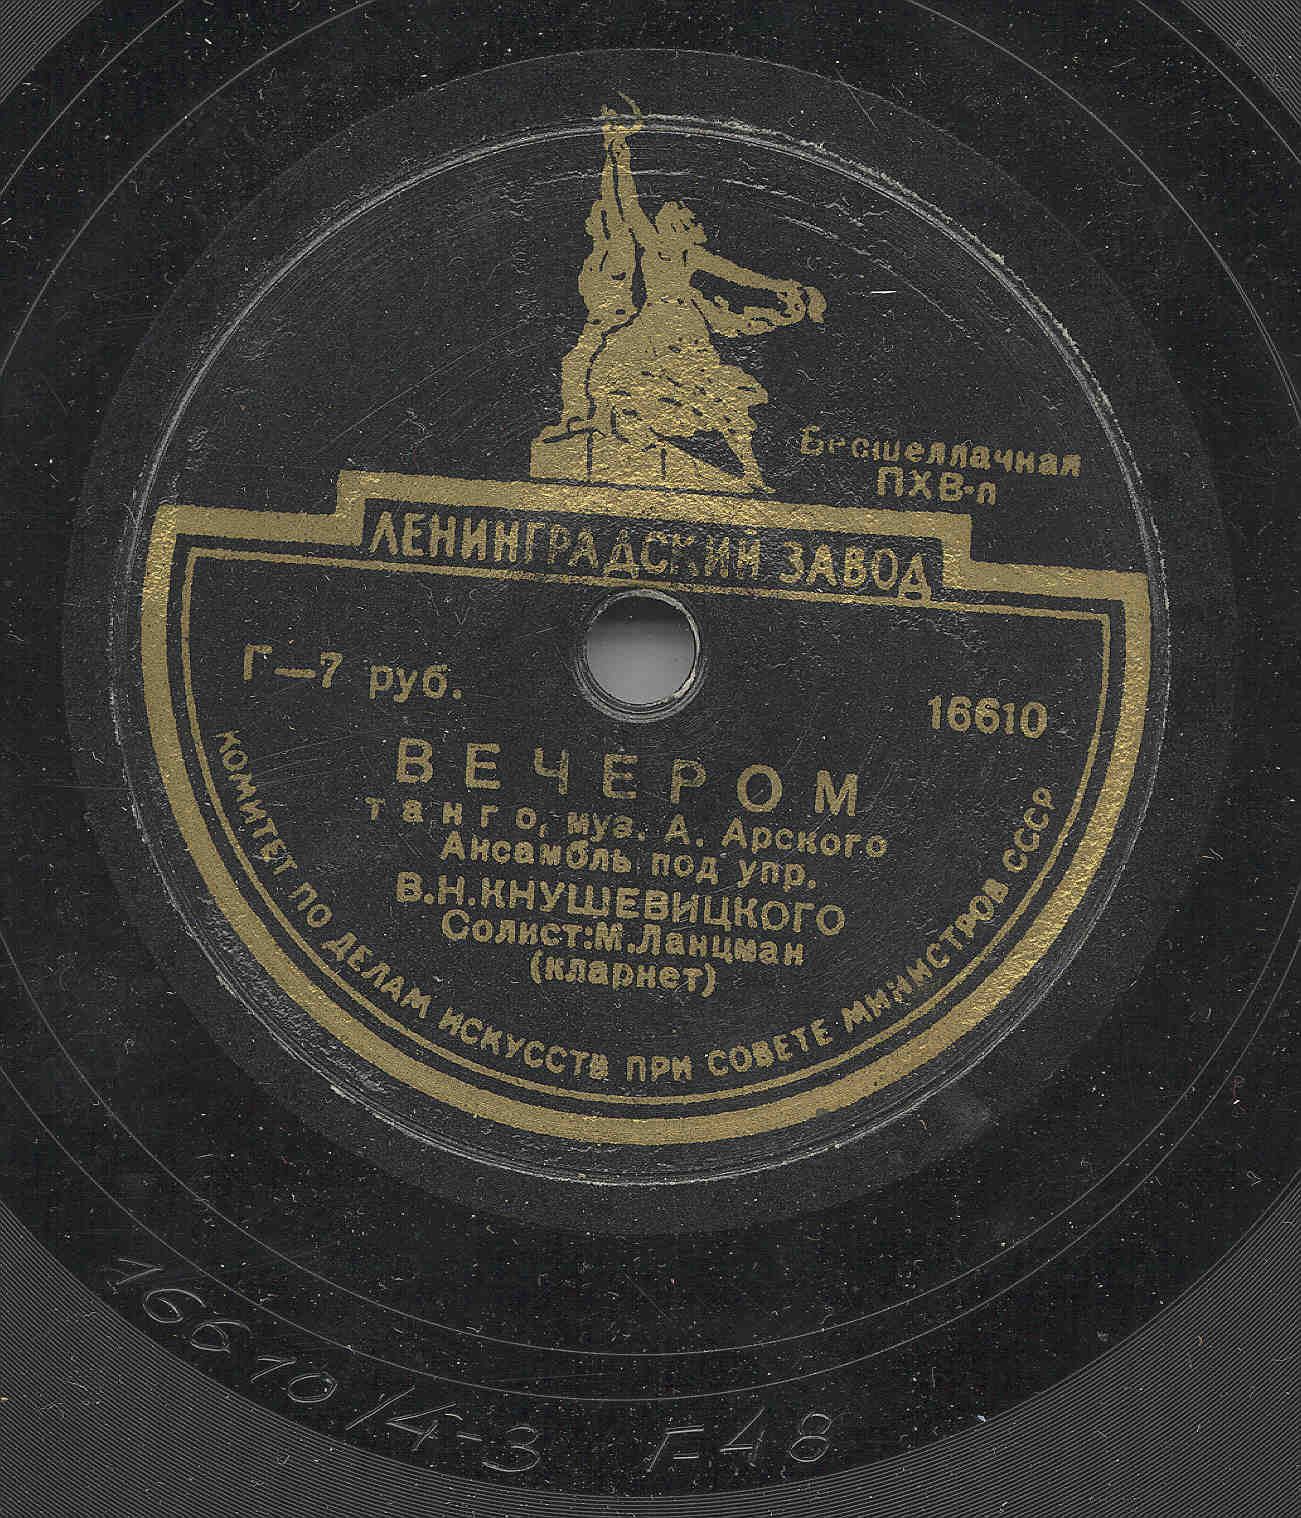 Бесшеллачная
ПХВ-л
ЛЕНИНГРАДСКИЙ ЗАВОД
Г—7 руб.
16610
ВЕЧЕРОМ
танго, муз. А. Арского
Ансамбль под упр.
В.Н.КНУШЕВИЦКОГО
Солист:М.Ланцман
(кларнет)
КОМИТЕТ ПО ДЕЛАМ ИСКУССТВ ПРИ СОВЕТЕ МИНИСТРОВ СССР
16610/4-3 Г-48